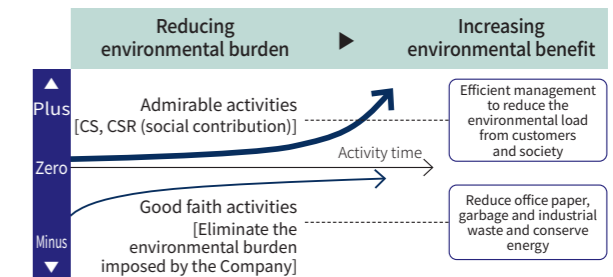 Reducing
environmental burden
▶
Increasing
environmental benefit
▲
Plus
Zero
Minus
▼
Admirable activities
[CS, CSR (social contribution)]
Activity time
Good faith activities
[Eliminate the
environmental burden
imposed by the Company]
Efficient management
to reduce the
environmental load
from customers
and society
Reduce office paper,
garbage and industrial
waste and conserve
energy